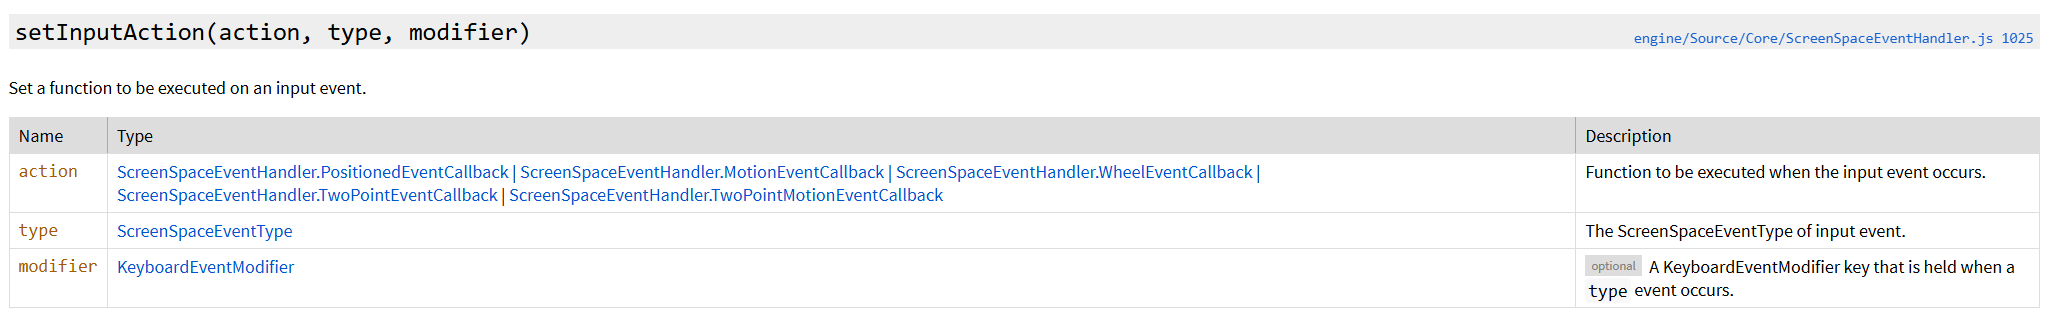 setInputAction(action, type, modifier)
engine/Source/Core/ScreenSpaceEventHandler.js 1025
Set a function to be executed on an input event.
Name Type Description
action ScreenSpaceEventHandler.PositionedEventCallback | ScreenSpaceEventHandler.MotionEventCallback | ScreenSpaceEventHandler.WheelEventCallback | Function to be executed when the input event occurs.
ScreenSpaceEventHandler.TwoPointEventCallback | ScreenSpaceEventHandler.TwoPointMotionEventCallback
type ScreenSpaceEventType The ScreenSpaceEventType of input event.
modifier KeyboardEventModifier optional A KeyboardEventModifier key that is held when a
type event occurs.